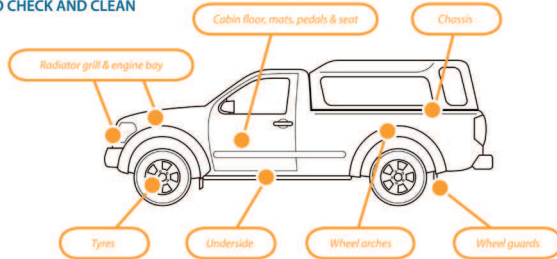 CHECK AND CLEAN
Cabin floor, mats, pedals & seat
Chassis
Radiator grill & engine bay
Tyres
Underside
Wheel arches
Wheel guards